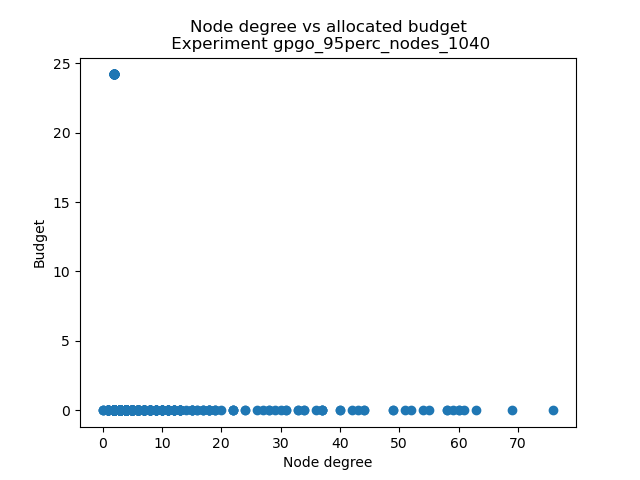 Node degree vs allocated budget
Experiment gpgo_95perc_nodes_1040
25
20
15
10
5
0
Budget
0 10 20 30 40 50 60 70
Node degree